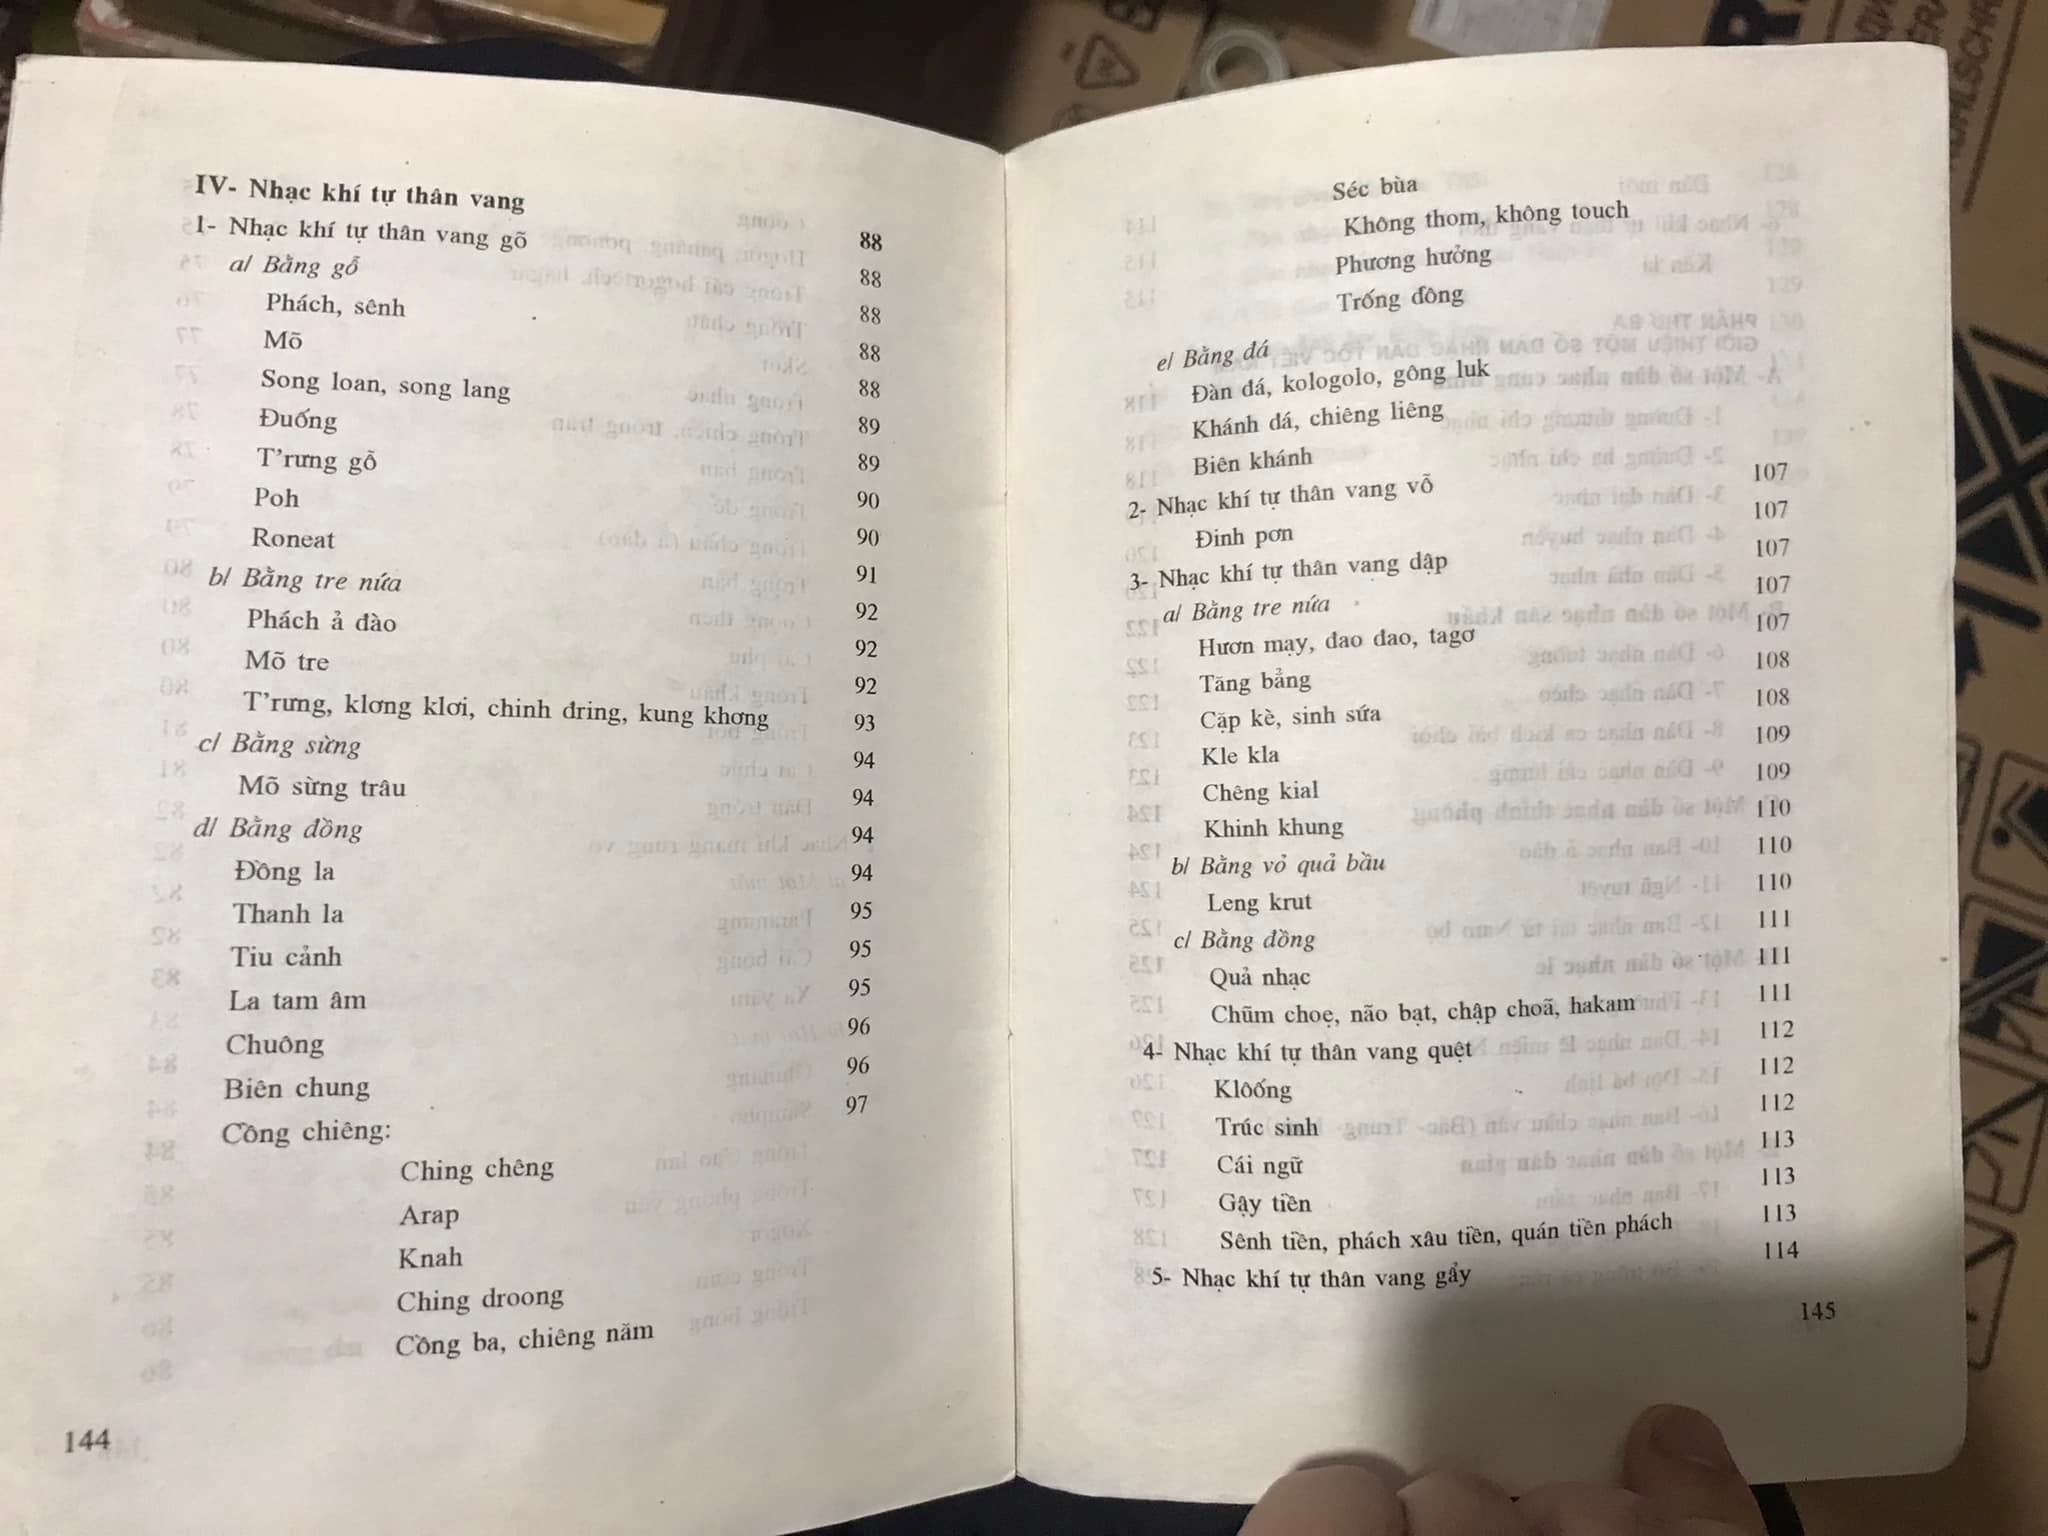 IV- Nhạc khí tự thân vang 88
1- Nhạc khí tự thân vang gõ 88
a/ Bằng gỗ 88
Phách, sênh 88
Mõ 88
Song loan, song lang 89
Đuống 89
T'rưng gỗ 90
Poh 90
Roneat 91
b/ Bằng tre nứa 92
Phách ả đào 92
Mõ tre 92
T'rưng, klơng klơi, chinh đring, kung khơng 93
c/ Bằng sừng 94
Mõ sừng trâu 94
d/ Bằng đồng 94
Đồng la 94
Thanh la 95
Tiu cảnh 95
La tam âm 95
Chuông 96
Biên chung 96
Cồng chiêng: 97
Ching chêng
Arap
Knah
Ching droong
Cồng ba, chiêng năm
144
Séc bùa
Không thom, không touch
Phương hưởng
Trống đồng
e/ Bằng đá
Đàn đá, kologolo, gông luk
Khánh đá, chiêng liêng
Biên khánh
2- Nhạc khí tự thân vang vỗ 107
Đinh pơn 107
3- Nhạc khí tự thân vang dập 107
a/ Bằng tre nứa 107
Hươn mạy, đao đao, tagơ 107
Tăng bẳng 108
Cặp kè, sinh sứa 108
Kle kla 109
Chêng kial 109
Khinh khung 110
b/ Bằng vỏ quả bầu 110
Leng krut 110
c/ Bằng đồng 111
Quả nhạc 111
Chũm choẹ, não bạt, chập choã, hakam 111
4- Nhạc khí tự thân vang quệt 112
Klôống 112
Trúc sinh 112
Cái ngữ 113
Gậy tiền 113
Sênh tiền, phách xâu tiền, quán tiền phách 113
5- Nhạc khí tự thân vang gẩy 114
145